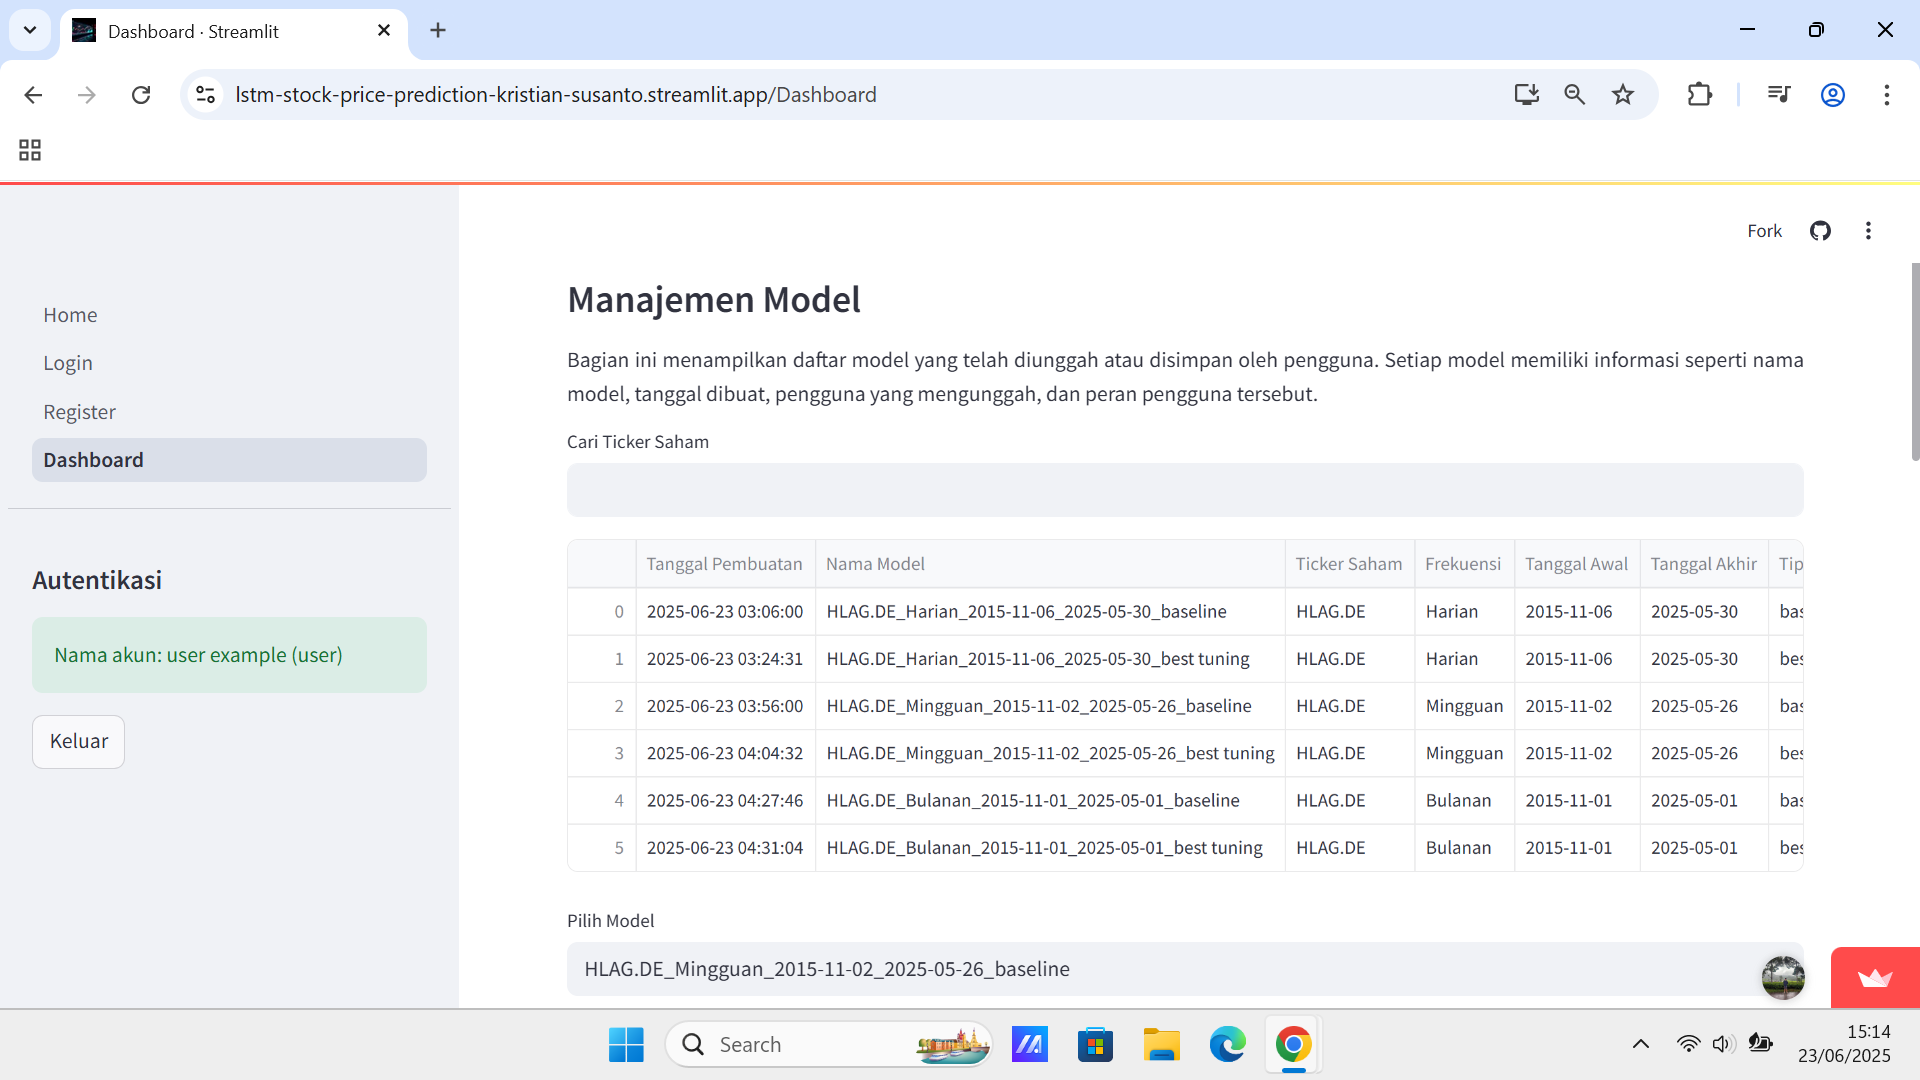 Dashboard · Streamlit
lstm-stock-price-prediction-kristian-susanto.streamlit.app/Dashboard
Fork
Home
Login
Register
Dashboard
Autentikasi
Nama akun: user example (user)
Keluar
Manajemen Model
Bagian ini menampilkan daftar model yang telah diunggah atau disimpan oleh pengguna. Setiap model memiliki informasi seperti nama
model, tanggal dibuat, pengguna yang mengunggah, dan peran pengguna tersebut.
Cari Ticker Saham
Tanggal Pembuatan Nama Model Ticker Saham Frekuensi Tanggal Awal Tanggal Akhir Tip
0 2025-06-23 03:06:00 HLAG.DE_Harian_2015-11-06_2025-05-30_baseline HLAG.DE Harian 2015-11-06 2025-05-30 bas
1 2025-06-23 03:24:31 HLAG.DE_Harian_2015-11-06_2025-05-30_best tuning HLAG.DE Harian 2015-11-06 2025-05-30 bes
2 2025-06-23 03:56:00 HLAG.DE_Mingguan_2015-11-02_2025-05-26_baseline HLAG.DE Mingguan 2015-11-02 2025-05-26 bas
3 2025-06-23 04:04:32 HLAG.DE_Mingguan_2015-11-02_2025-05-26_best tuning HLAG.DE Mingguan 2015-11-02 2025-05-26 bes
4 2025-06-23 04:27:46 HLAG.DE_Bulanan_2015-11-01_2025-05-01_baseline HLAG.DE Bulanan 2015-11-01 2025-05-01 bas
5 2025-06-23 04:31:04 HLAG.DE_Bulanan_2015-11-01_2025-05-01_best tuning HLAG.DE Bulanan 2015-11-01 2025-05-01 bes
Pilih Model
HLAG.DE_Mingguan_2015-11-02_2025-05-26_baseline
Search
15:14
23/06/2025